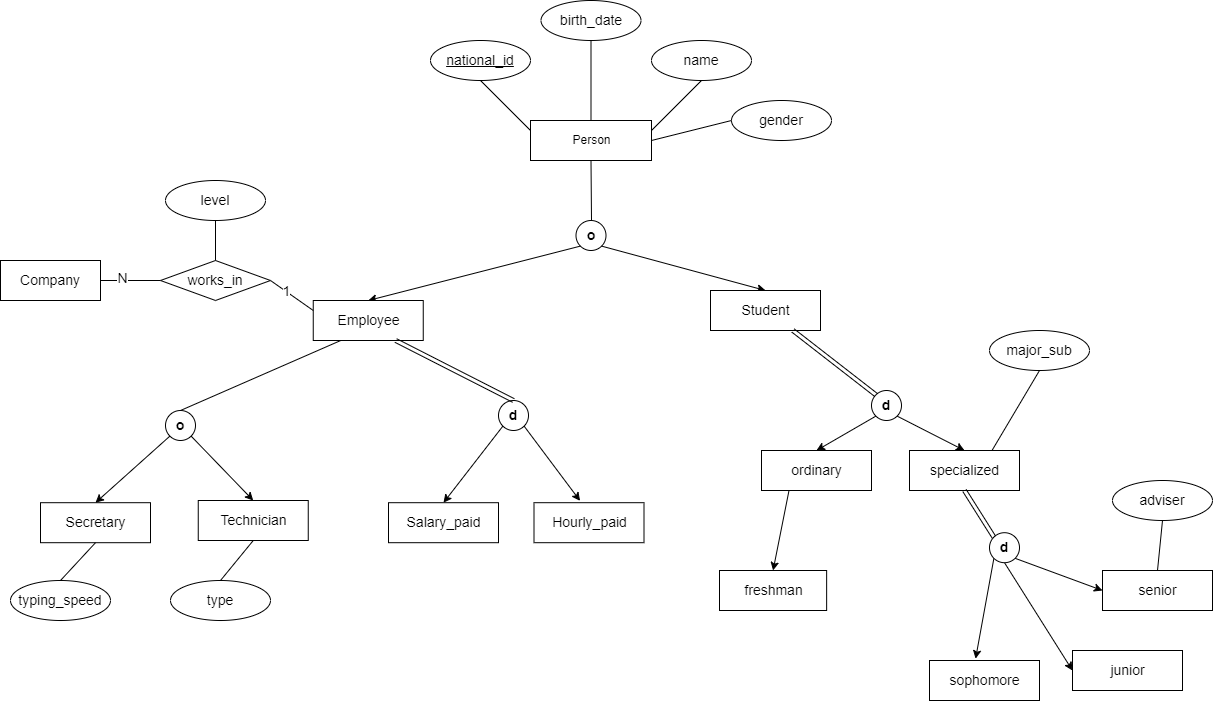 birth_date
national_id
name
gender
Person
level
o
Company
N
works_in
1
Employee
Student
major_sub
d
o
d
ordinary
specialized
adviser
Secretary
Technician
Salary_paid
Hourly_paid
d
freshman
senior
typing_speed
type
junior
sophomore